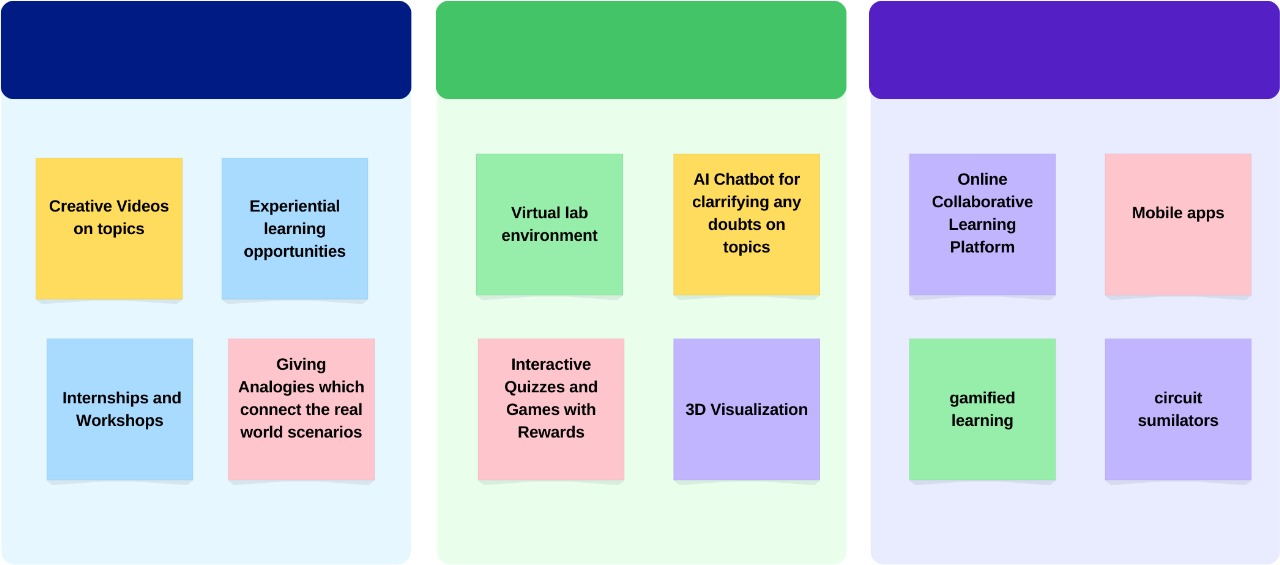 Creative Videos
on topics
Experiential
learning
opportunities
Internships and
Workshops
Giving
Analogies which
connect the real
world scenarios
Virtual lab
environment
AI Chatbot for
clarrifying any
doubts on
topics
Interactive
Quizzes and
Games with
Rewards
3D Visualization
Online
Collaborative
Learning
Platform
Mobile apps
gamified
learning
circuit
sumilators